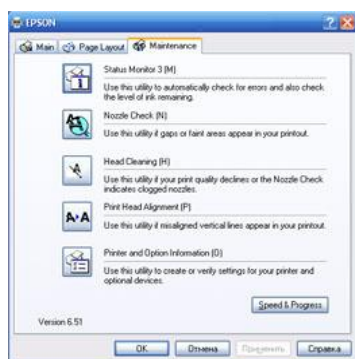 EPSON
Main
Page Layout
Maintenance
Status Monitor 3 (M)
Use this utility to automatically check for errors and also check
the level of ink remaining.
Nozzle Check (N)
Use this utility if gaps or faint areas appear in your printout.
Head Cleaning (H)
Use this utility if your print quality declines or the Nozzle Check
indicates clogged nozzles.
Print Head Alignment (P)
Use this utility if misaligned vertical lines appear in your printout.
Printer and Option Information (O)
Use this utility to create or verify settings for your printer and
optional devices.
Speed & Progress
Version 6.51
OK
Отмена
Применить
Справка